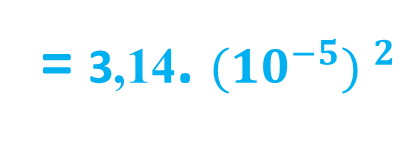 = 3,14. (10⁻⁵) ²